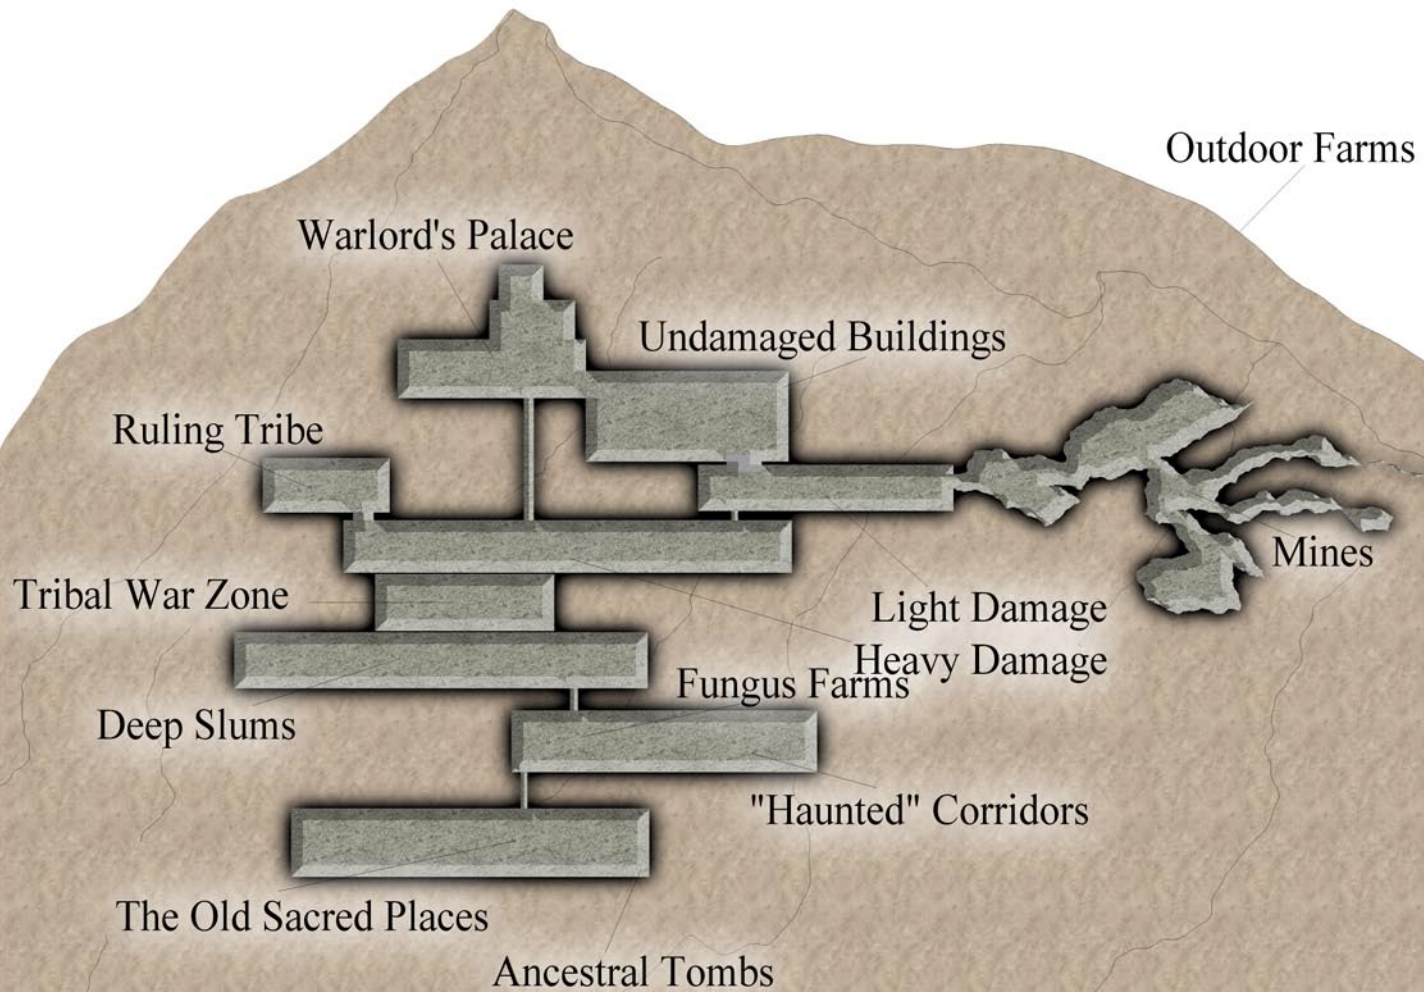 Outdoor Farms
Warlord's Palace
Undamaged Buildings
Ruling Tribe
Mines
Tribal War Zone
Light Damage
Heavy Damage
Fungus Farms
Deep Slums
"Haunted" Corridors
The Old Sacred Places
Ancestral Tombs